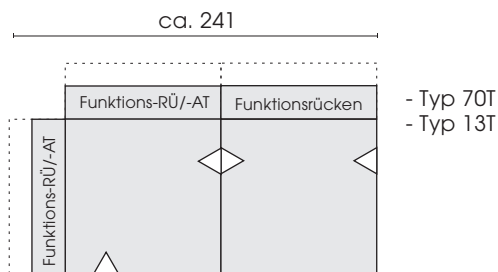 ca. 241
Funktions-RÜ/-AT
Funktionsrücken
- Typ 70T
- Typ 13T
Funktions-RÜ/-AT